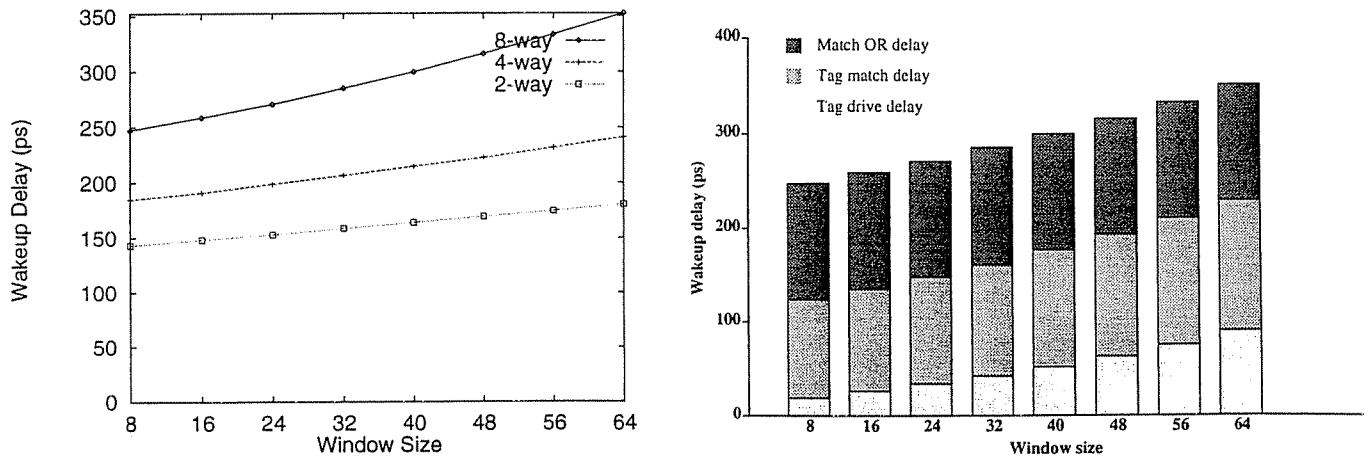 350
300
250
200
150
100
50
0
Wakeup Delay (ps)
8-way
4-way
2-way
8 16 24 32 40 48 56 64
Window Size
400
300
200
100
0
Wakeup delay (ps)
Match OR delay
Tag match delay
Tag drive delay
8 16 24 32 40 48 56 64
Window size